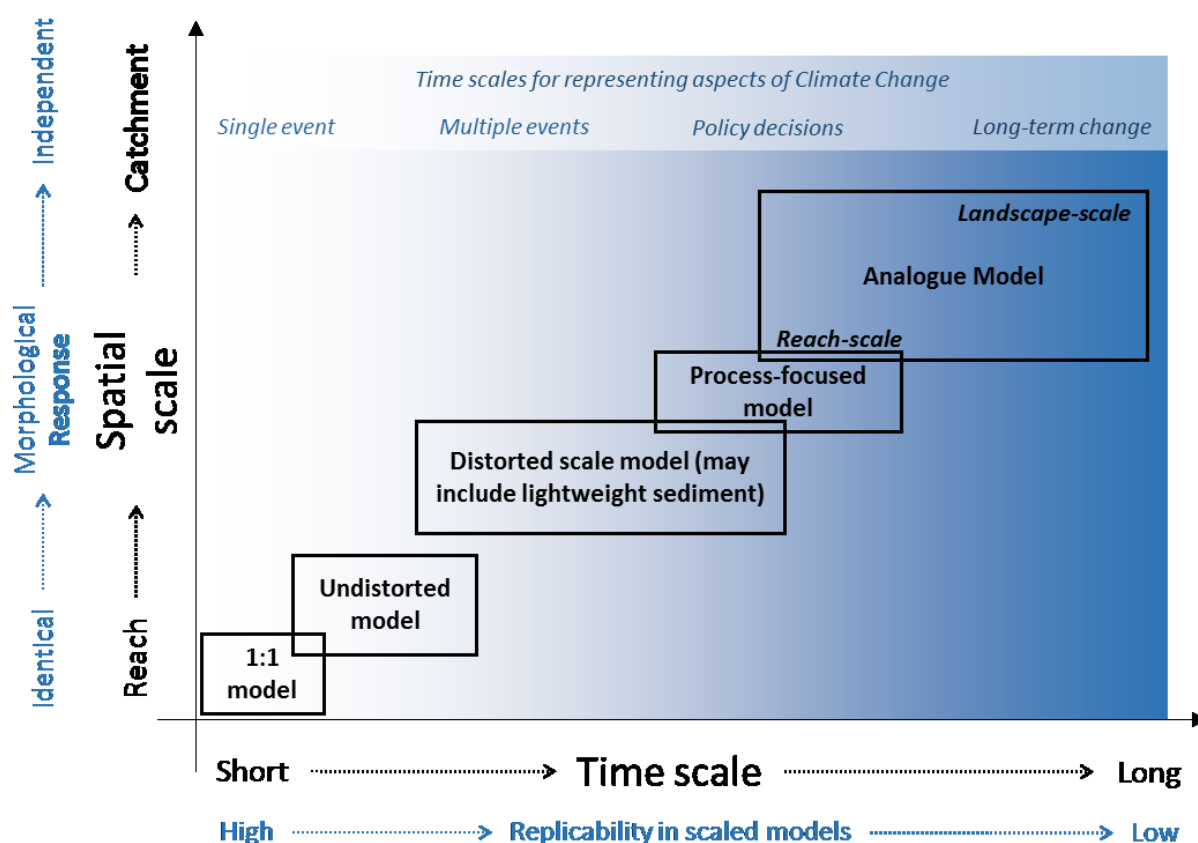 Time scales for representing aspects of Climate Change
Single event
Multiple events
Policy decisions
Long-term change
Independent
Morphological
Response
Identical
Catchment
Spatial
scale
Reach
Landscape-scale
Analogue Model
Reach-scale
Process-focused
model
Distorted scale model (may
include lightweight sediment)
Undistorted
model
1:1
model
Short
Time scale
Long
High
Replicability in scaled models
Low